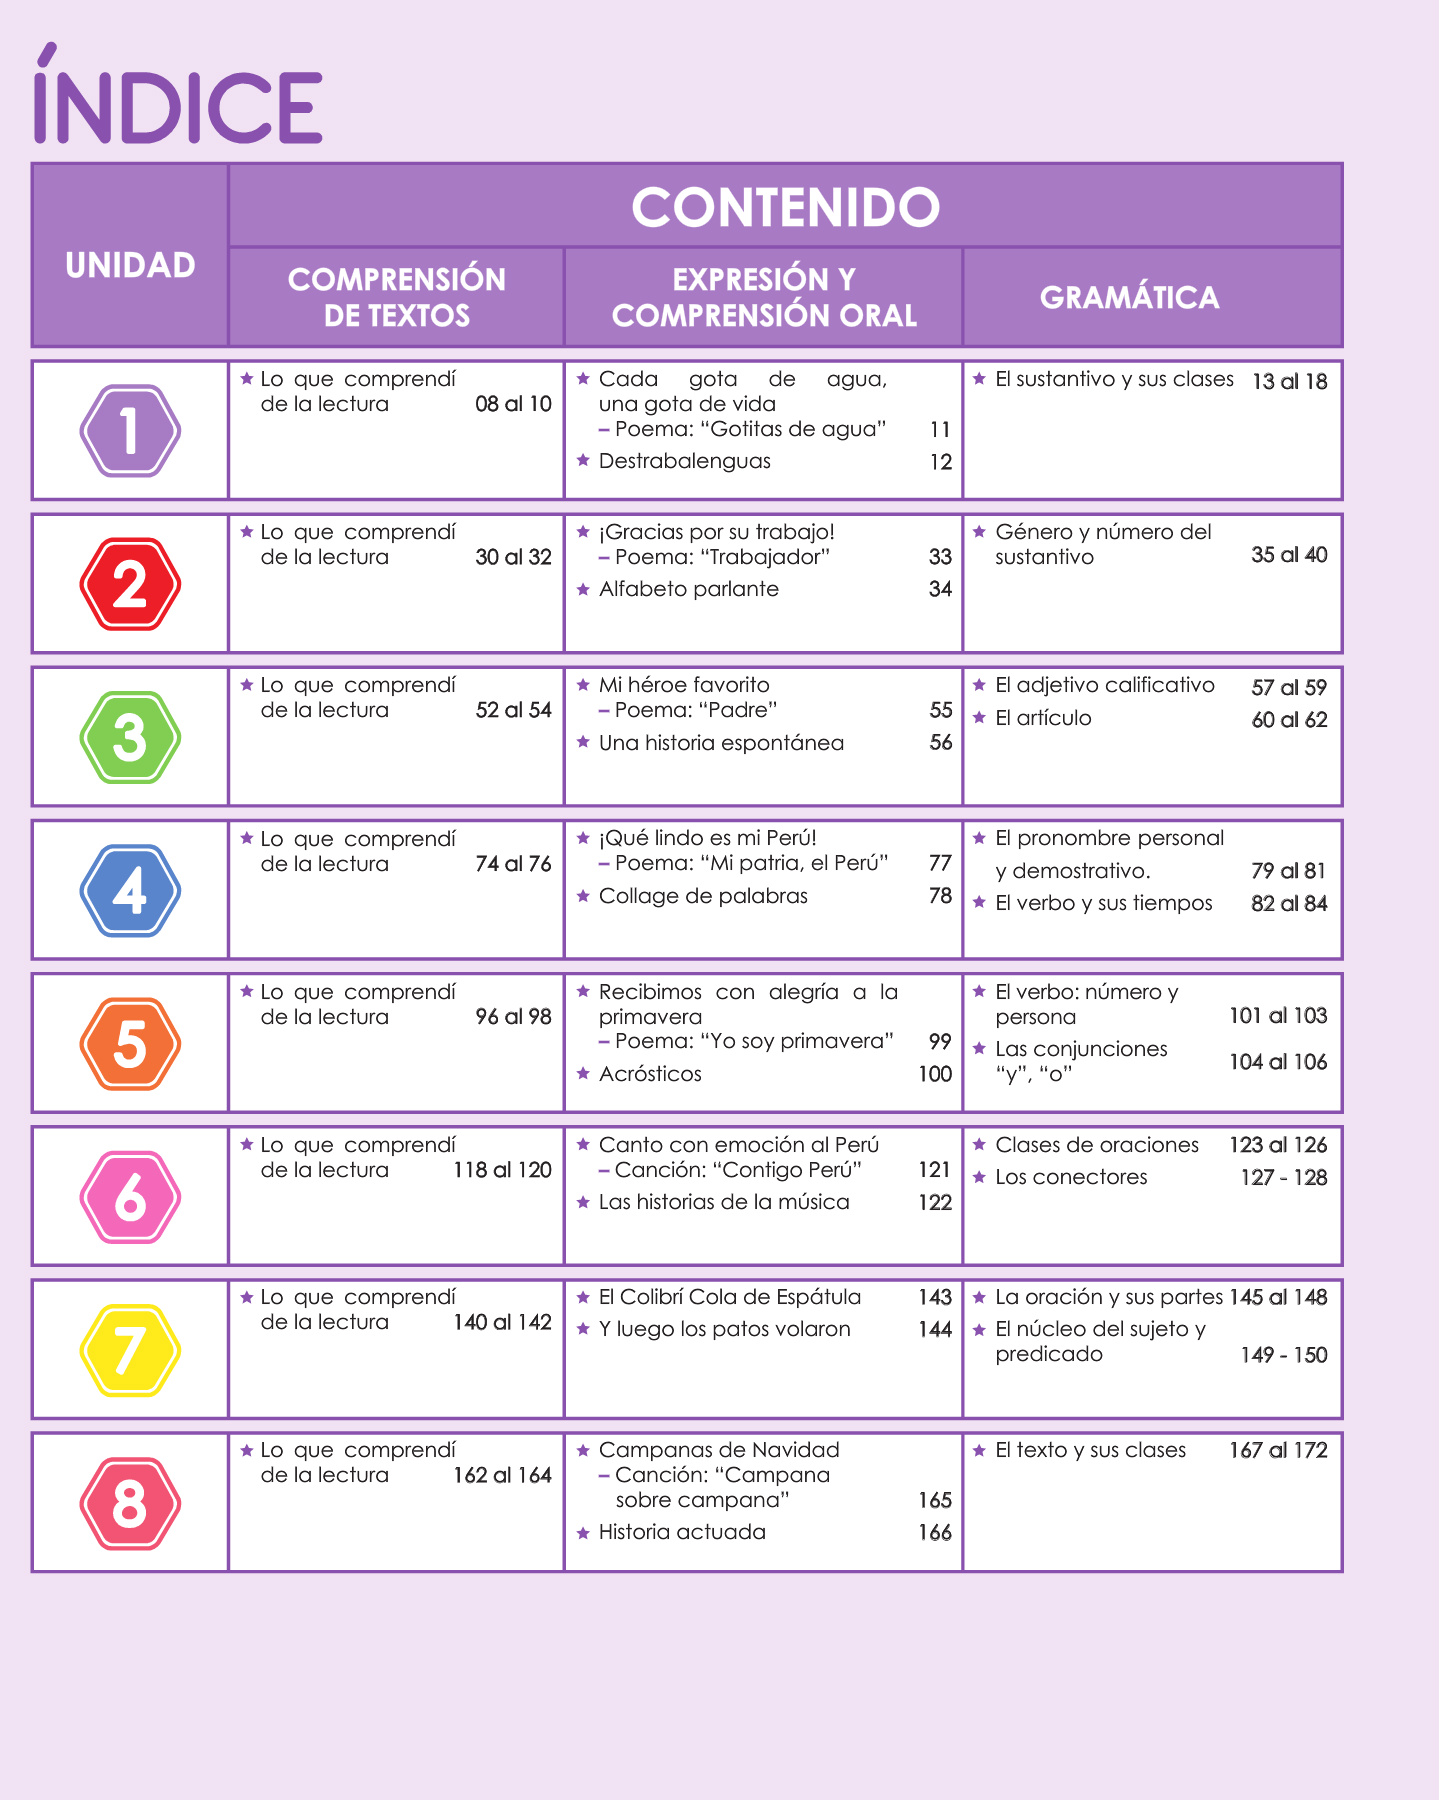 ÍNDICE
UNIDAD
CONTENIDO
COMPRENSIÓN
DE TEXTOS
EXPRESIÓN Y
COMPRENSIÓN ORAL
GRAMÁTICA
1
Lo que comprendí
de la lectura 08 al 10
Cada gota de agua,
una gota de vida
– Poema: “Gotitas de agua” 11
Destrabalenguas 12
El sustantivo y sus clases 13 al 18
2
Lo que comprendí
de la lectura 30 al 32
¡Gracias por su trabajo!
– Poema: “Trabajador” 33
Alfabeto parlante 34
Género y número del
sustantivo 35 al 40
3
Lo que comprendí
de la lectura 52 al 54
Mi héroe favorito
– Poema: “Padre” 55
Una historia espontánea 56
El adjetivo calificativo 57 al 59
El artículo 60 al 62
4
Lo que comprendí
de la lectura 74 al 76
¡Qué lindo es mi Perú!
– Poema: “Mi patria, el Perú” 77
Collage de palabras 78
El pronombre personal
y demostrativo. 79 al 81
El verbo y sus tiempos 82 al 84
5
Lo que comprendí
de la lectura 96 al 98
Recibimos con alegría a la
primavera
– Poema: “Yo soy primavera” 99
Acrósticos 100
El verbo: número y
persona 101 al 103
Las conjunciones
“y”, “o” 104 al 106
6
Lo que comprendí
de la lectura 118 al 120
Canto con emoción al Perú
– Canción: “Contigo Perú” 121
Las historias de la música 122
Clases de oraciones 123 al 126
Los conectores 127 - 128
7
Lo que comprendí
de la lectura 140 al 142
El Colibrí Cola de Espátula 143
Y luego los patos volaron 144
La oración y sus partes 145 al 148
El núcleo del sujeto y
predicado 149 - 150
8
Lo que comprendí
de la lectura 162 al 164
Campanas de Navidad
– Canción: “Campana
sobre campana” 165
Historia actuada 166
El texto y sus clases 167 al 172